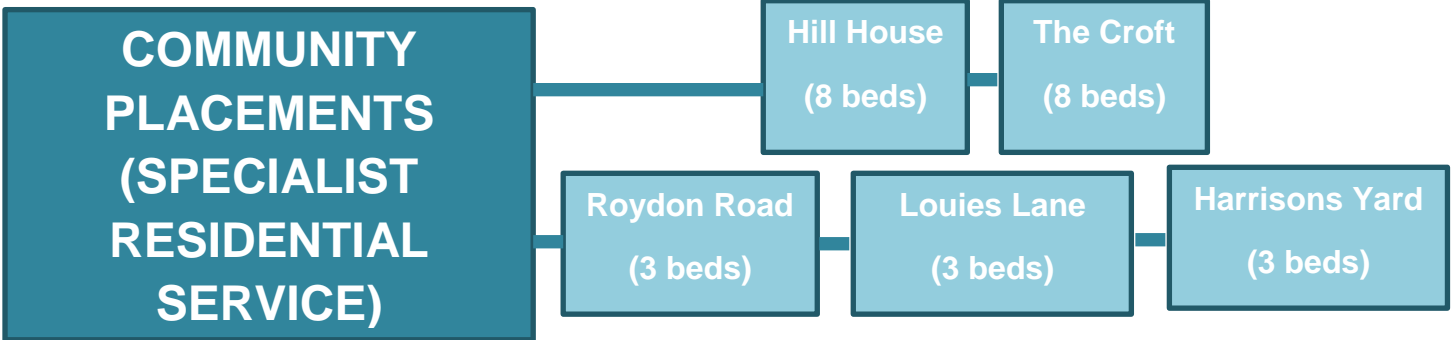 COMMUNITY
PLACEMENTS
(SPECIALIST
RESIDENTIAL
SERVICE)
Hill House
(8 beds)
The Croft
(8 beds)
Roydon Road
(3 beds)
Louies Lane
(3 beds)
Harrisons Yard
(3 beds)